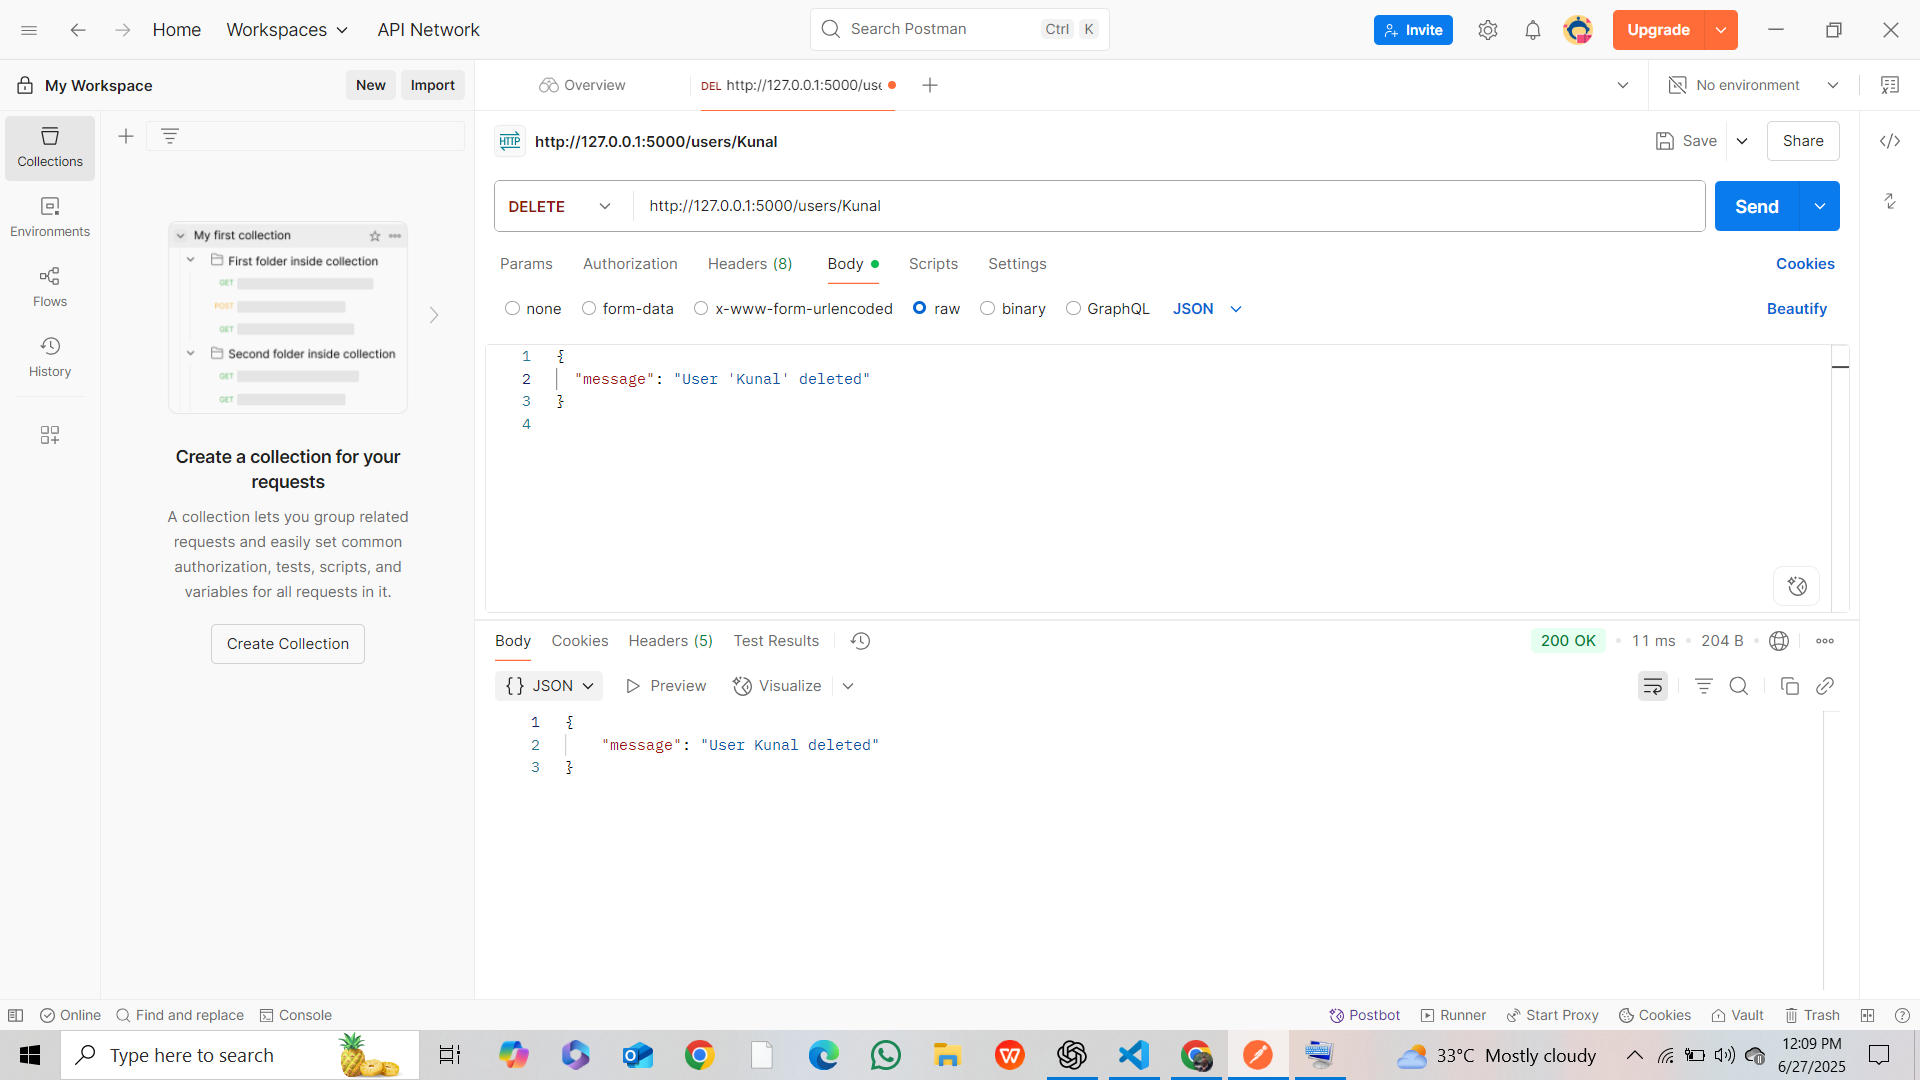 Home
Workspaces
API Network
Search Postman
Ctrl
K
Invite
Upgrade
My Workspace
New
Import
Overview
DEL http://127.0.0.1:5000/use
No environment
Collections
Environments
Flows
History
My first collection
First folder inside collection
GET
POST
GET
Second folder inside collection
GET
GET
Create a collection for your
requests
A collection lets you group related
requests and easily set common
authorization, tests, scripts, and
variables for all requests in it.
Create Collection
HTTP
http://127.0.0.1:5000/users/Kunal
Save
Share
DELETE
http://127.0.0.1:5000/users/Kunal
Send
Params
Authorization
Headers (8)
Body
Scripts
Settings
Cookies
none
form-data
x-www-form-urlencoded
raw
binary
GraphQL
JSON
Beautify
1 {
2 "message": "User 'Kunal' deleted"
3 }
4
Body
Cookies
Headers (5)
Test Results
200 OK
11 ms
204 B
{} JSON
Preview
Visualize
1 {
2 "message": "User Kunal deleted"
3 }
Online
Find and replace
Console
Postbot
Runner
Start Proxy
Cookies
Vault
Trash
Type here to search
33°C Mostly cloudy
12:09 PM
6/27/2025